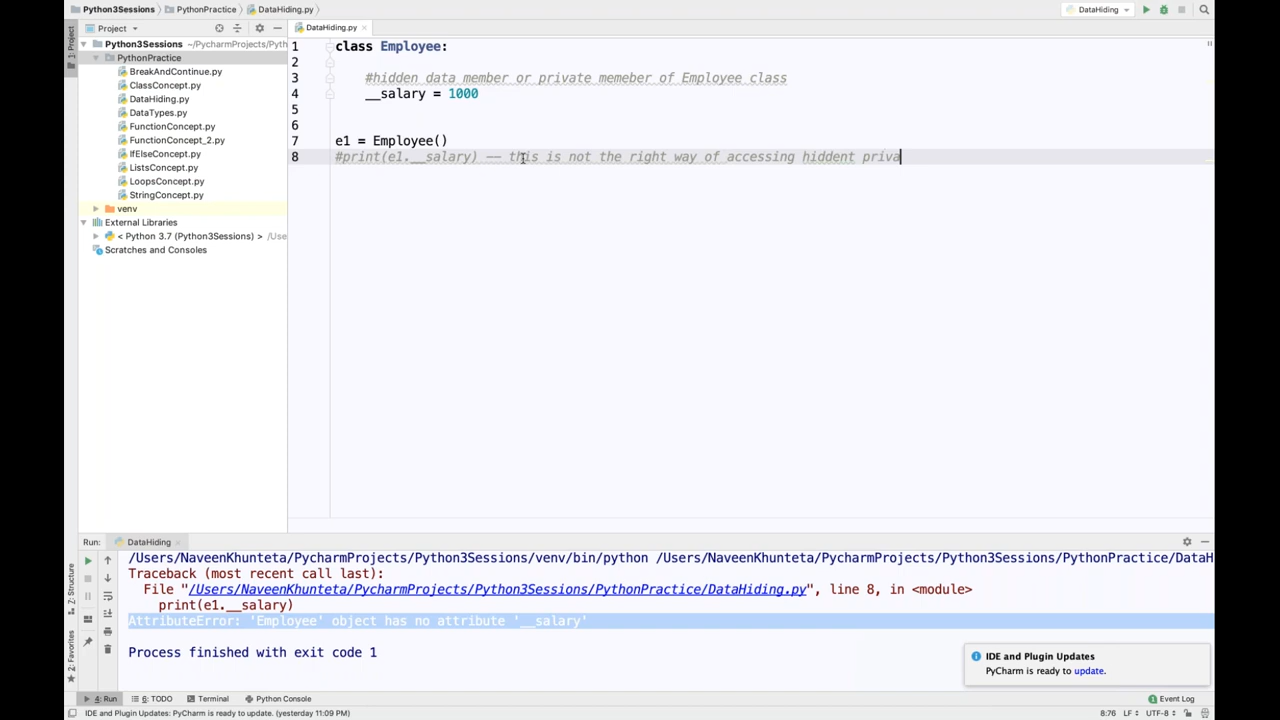 Python3Sessions PythonPractice DataHiding.py DataHiding
Project DataHiding.py
1: Project
Python3Sessions ~/PycharmProjects/Pyth
PythonPractice
BreakAndContinue.py
ClassConcept.py
DataHiding.py
DataTypes.py
FunctionConcept.py
FunctionConcept_2.py
IfElseConcept.py
ListsConcept.py
LoopsConcept.py
StringConcept.py
venv
External Libraries
< Python 3.7 (Python3Sessions) > /Use
Scratches and Consoles
1 class Employee:
2
3 #hidden data member or private memeber of Employee class
4 __salary = 1000
5
6
7 e1 = Employee()
8 #print(e1.__salary) -- this is not the right way of accessing hiddent priva
Run: DataHiding
/Users/NaveenKhunteta/PycharmProjects/Python3Sessions/venv/bin/python /Users/NaveenKhunteta/PycharmProjects/Python3Sessions/PythonPractice/DataH
Traceback (most recent call last):
File "/Users/NaveenKhunteta/PycharmProjects/Python3Sessions/PythonPractice/DataHiding.py", line 8, in <module>
print(e1.__salary)
AttributeError: 'Employee' object has no attribute '__salary'
Process finished with exit code 1
Z: Structure
2: Favorites
IDE and Plugin Updates
PyCharm is ready to update.
4: Run 6: TODO Terminal Python Console Event Log
IDE and Plugin Updates: PyCharm is ready to update. (yesterday 11:09 PM) 8:76 LF UTF-8